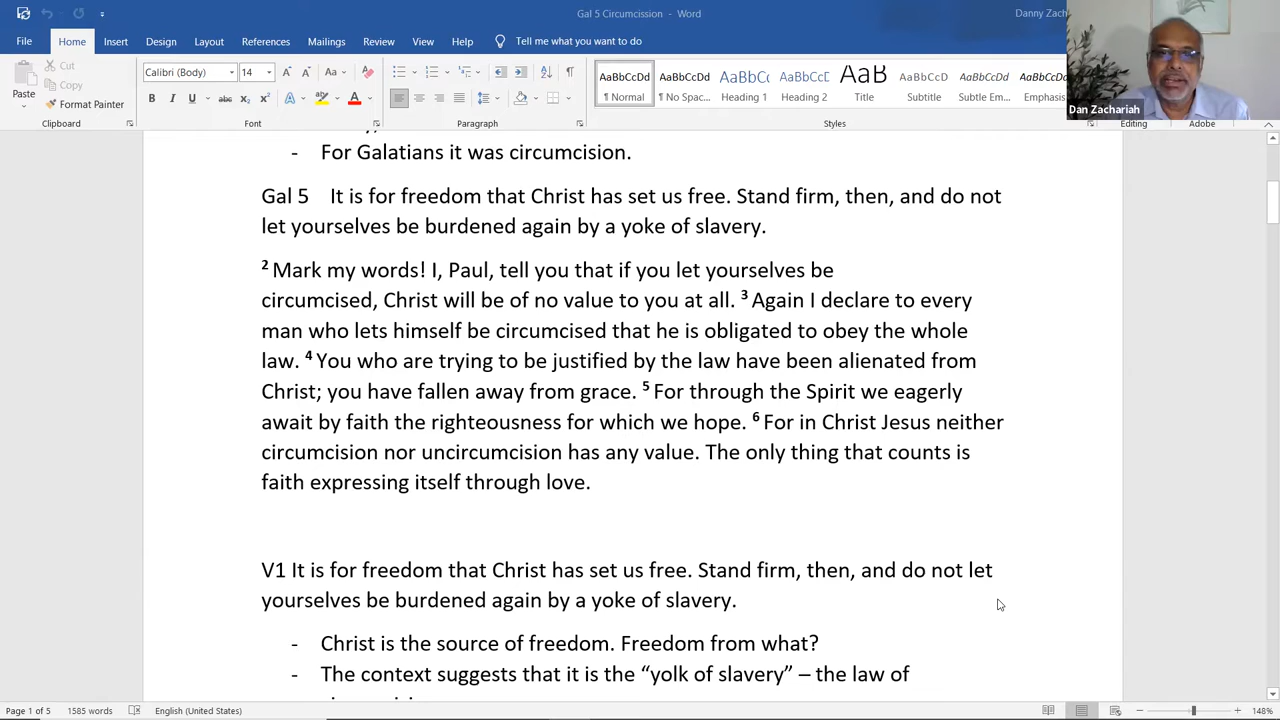 Gal 5 Circumcission - Word
Danny Zach
File Home Insert Design Layout References Mailings Review View Help Tell me what you want to do
Paste
Cut
Copy
Format Painter
Calibri (Body) 14
AaBbCcDd AaBbCcDd AaBbCc AaBbCcD AaB AaBbCcD AaBbCcDd AaBbCcDd
¶ Normal ¶ No Spac... Heading 1 Heading 2 Title Subtitle Subtle Em... Emphasis
Dan Zachariah
Clipboard Font Paragraph Styles Editing Adobe
- For Galatians it was circumcision.
Gal 5 It is for freedom that Christ has set us free. Stand firm, then, and do not
let yourselves be burdened again by a yoke of slavery.
2 Mark my words! I, Paul, tell you that if you let yourselves be
circumcised, Christ will be of no value to you at all. 3 Again I declare to every
man who lets himself be circumcised that he is obligated to obey the whole
law. 4 You who are trying to be justified by the law have been alienated from
Christ; you have fallen away from grace. 5 For through the Spirit we eagerly
await by faith the righteousness for which we hope. 6 For in Christ Jesus neither
circumcision nor uncircumcision has any value. The only thing that counts is
faith expressing itself through love.
V1 It is for freedom that Christ has set us free. Stand firm, then, and do not let
yourselves be burdened again by a yoke of slavery.
- Christ is the source of freedom. Freedom from what?
- The context suggests that it is the “yolk of slavery” – the law of
Page 1 of 5 1585 words English (United States) 148%